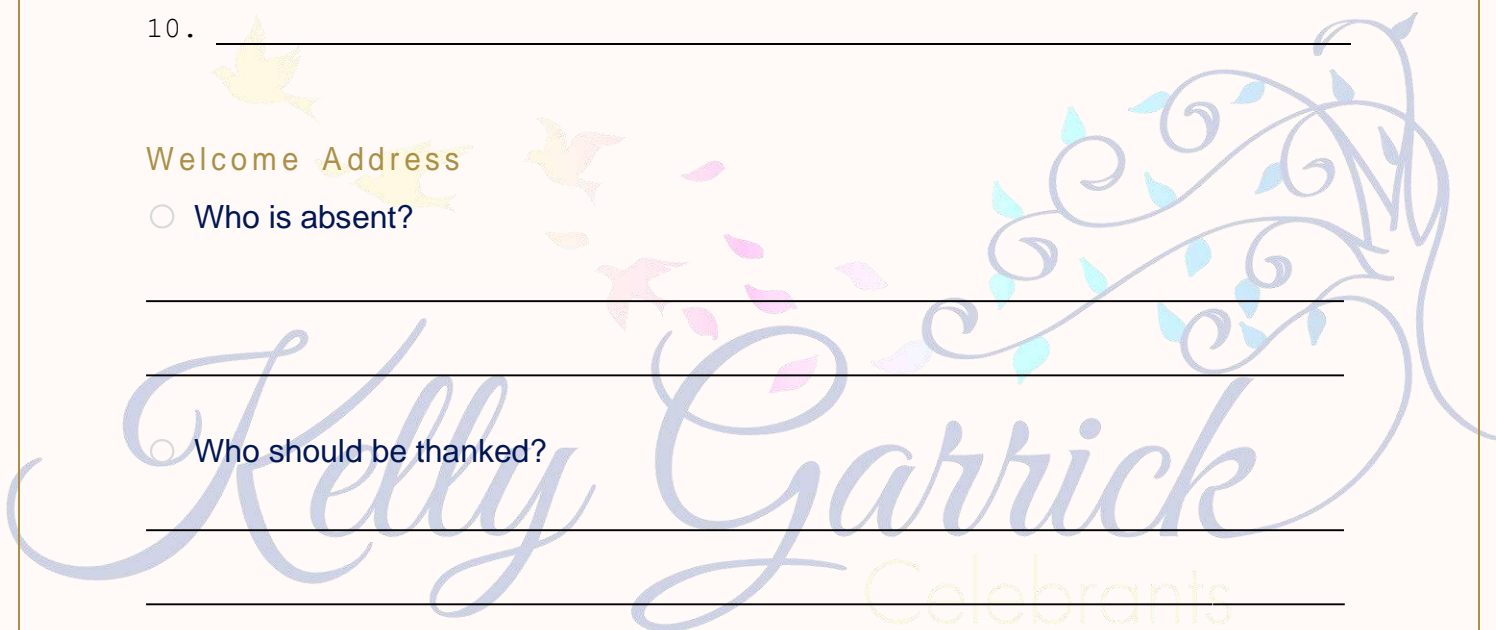 10.
Welcome Address
Who is absent?
Who should be thanked?
Kelly Garrick
Celebrants